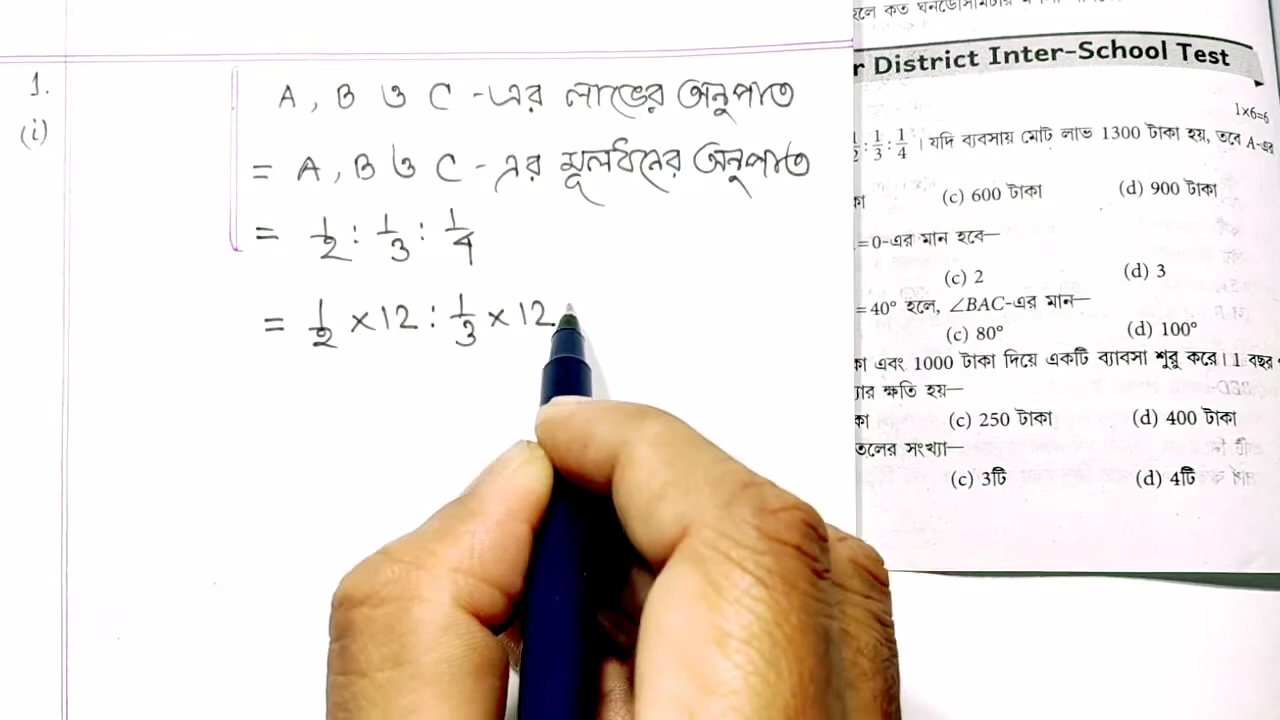 1.
(i)
A, B ও C -এর লাভের অনুপাত
= A, B ও C - এর মূলধনের অনুপাত
= 1/2 : 1/3 : 1/4
= 1/2 × 12 : 1/3 × 12
হলে কত
r District Inter-School Test
1×6=6
1/2 : 1/3 : 1/4 । যদি ব্যবসায় মোট লাভ 1300 টাকা হয়, তবে A-এর
কা (c) 600 টাকা (d) 900 টাকা
=0-এর মান হবে—
(c) 2 (d) 3
=40° হলে, ∠BAC-এর মান—
(c) 80° (d) 100°
কা এবং 1000 টাকা দিয়ে একটি ব্যাবসা শুরু করে। 1 বছর
ার ক্ষতি হয়—
কা (c) 250 টাকা (d) 400 টাকা
তলের সংখ্যা—
(c) 3টি (d) 4টি